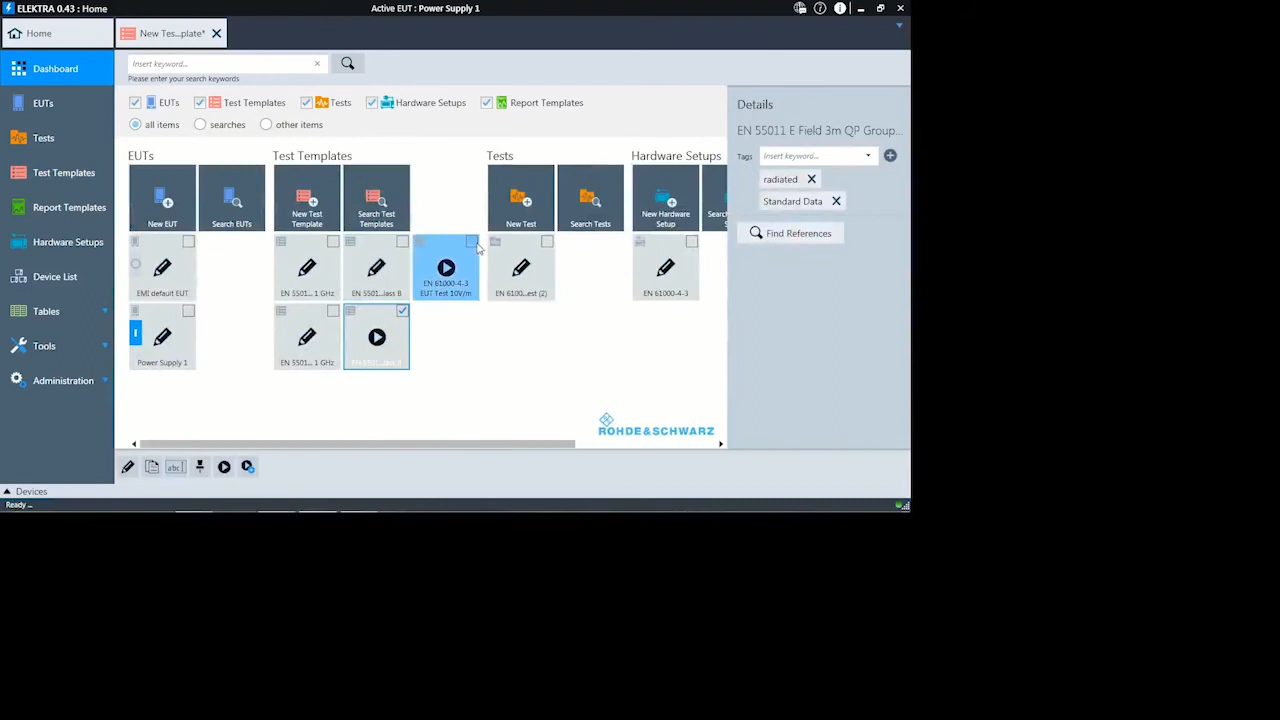 ELEKTRA 0.43 : Home
Active EUT : Power Supply 1
Home
New Tes...plate*
Dashboard
EUTs
Tests
Test Templates
Report Templates
Hardware Setups
Device List
Tables
Tools
Administration
Insert keyword...
Please enter your search keywords
EUTs
Test Templates
Tests
Hardware Setups
Report Templates
all items
searches
other items
EUTs
Test Templates
Tests
Hardware Setups
New EUT
Search EUTs
New Test
Template
Search Test
Templates
New Test
Search Tests
New Hardware
Setup
EMI default EUT
EN 5501... 1 GHz
EN 5501...lass B
EN 61000-4-3
EUT Test 10V/m
EN 6100...est (2)
EN 61000-4-3
Power Supply 1
EN 5501... 1 GHz
ROHDE&SCHWARZ
Details
EN 55011 E Field 3m QP Group...
Tags
Insert keyword...
radiated
Standard Data
Find References
abc
Devices
Ready ...